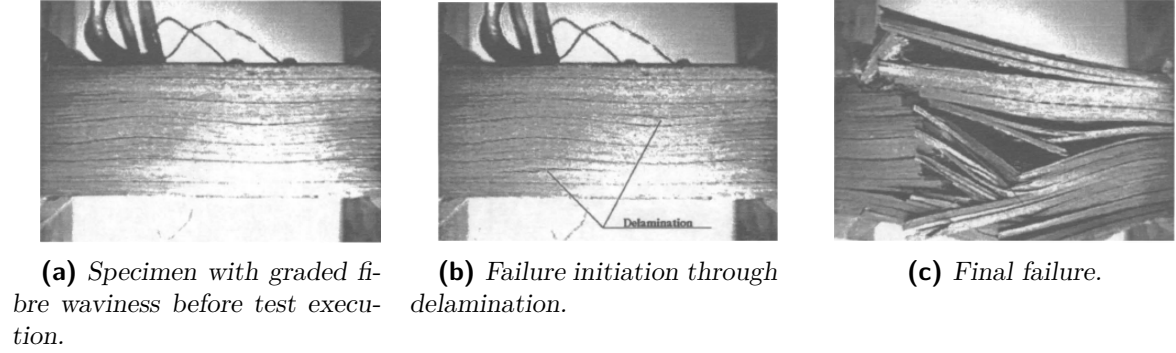 Delamination
(a) Specimen with graded fi-
bre waviness before test execu-
tion.
(b) Failure initiation through
delamination.
(c) Final failure.